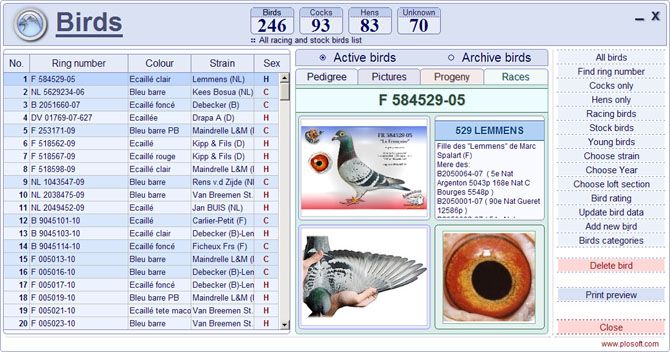 Birds
Birds 246
Cocks 93
Hens 83
Unknown 70
All racing and stock birds list
X
No. Ring number Colour Strain Sex
1 F 584529-05 Ecaillé clair Lemmens (NL) H
2 NL 5629234-06 Bleu barre Kees Bosua (NL) C
3 B 2051660-07 Ecaillé foncé Debecker (B) C
4 DV 01769-07-627 Ecaillée Drapa A (D) H
5 F 253171-09 Bleu barre PB Maindrelle L&M ( C
6 F 518562-09 Ecaillé Kipp & Fils (D) H
7 F 518567-09 Ecaillé rouge Kipp & Fils (D) H
8 F 518598-09 Ecaillé clair Maindrelle L&M ( H
9 NL 1043547-09 Bleu barre Rens v.d Zijde (N C
10 NL 2038475-09 Bleu barre Van Breemen St. H
11 NL 2049452-09 Ecaillé Jan BUIS (NL) H
12 B 9045101-10 Ecaillé Carlier-Petit (F) C
13 B 9045103-10 Ecaillé clair Debecker (B)-Len H
14 B 9045114-10 Ecaillé foncé Ficheux Frs (F) C
15 F 005013-10 Bleu barre Maindrelle L&M ( C
16 F 005016-10 Bleu barre Debecker (B)-Len C
17 F 005017-10 Ecaillé foncé Debecker (B)-Len H
18 F 005019-10 Bleu barre PB Maindrelle L&M ( H
19 F 005021-10 Ecaillé tete maco Van Breemen St. H
20 F 005023-10 Bleu barre Van Breemen St. H
Active birds Archive birds
Pedigree Pictures Progeny Races
F 584529-05
FR 584529-05
"La Française"
529 LEMMENS
Fille des "Lemmens" de Marc
Spalart (F)
Mere des:
B2050064-07 ( 5e Nat
Argenton 5043p 168e Nat C
Bourges 5548p )
B2050001-07 ( 90e Nat Gueret
12586p )
All birds
Find ring number
Cocks only
Hens only
Racing birds
Stock birds
Young birds
Choose strain
Choose Year
Choose loft section
Bird rating
Update bird data
Add new bird
Birds categories
Delete bird
Print preview
Close
www.plosoft.com